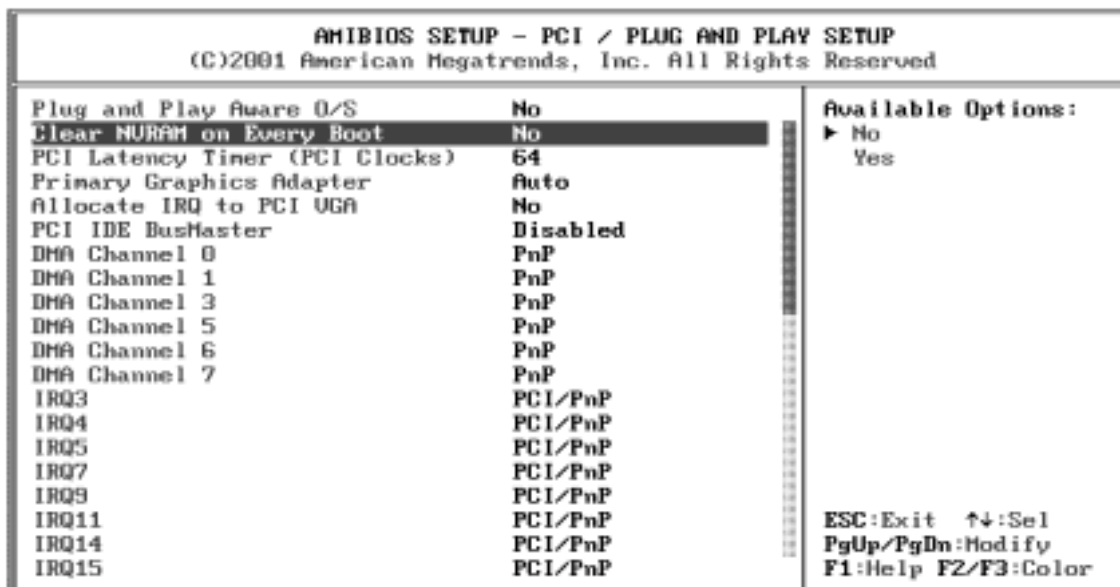 AMIBIOS SETUP - PCI / PLUG AND PLAY SETUP
(C)2001 American Megatrends, Inc. All Rights Reserved
Plug and Play Aware O/S No
Clear NVRAM on Every Boot No
PCI Latency Timer (PCI Clocks) 64
Primary Graphics Adapter Auto
Allocate IRQ to PCI VGA No
PCI IDE BusMaster Disabled
DMA Channel 0 PnP
DMA Channel 1 PnP
DMA Channel 3 PnP
DMA Channel 5 PnP
DMA Channel 6 PnP
DMA Channel 7 PnP
IRQ3 PCI/PnP
IRQ4 PCI/PnP
IRQ5 PCI/PnP
IRQ7 PCI/PnP
IRQ9 PCI/PnP
IRQ11 PCI/PnP
IRQ14 PCI/PnP
IRQ15 PCI/PnP
Available Options:
► No
Yes
ESC:Exit ↑↓:Sel
PgUp/PgDn:Modify
F1:Help F2/F3:Color